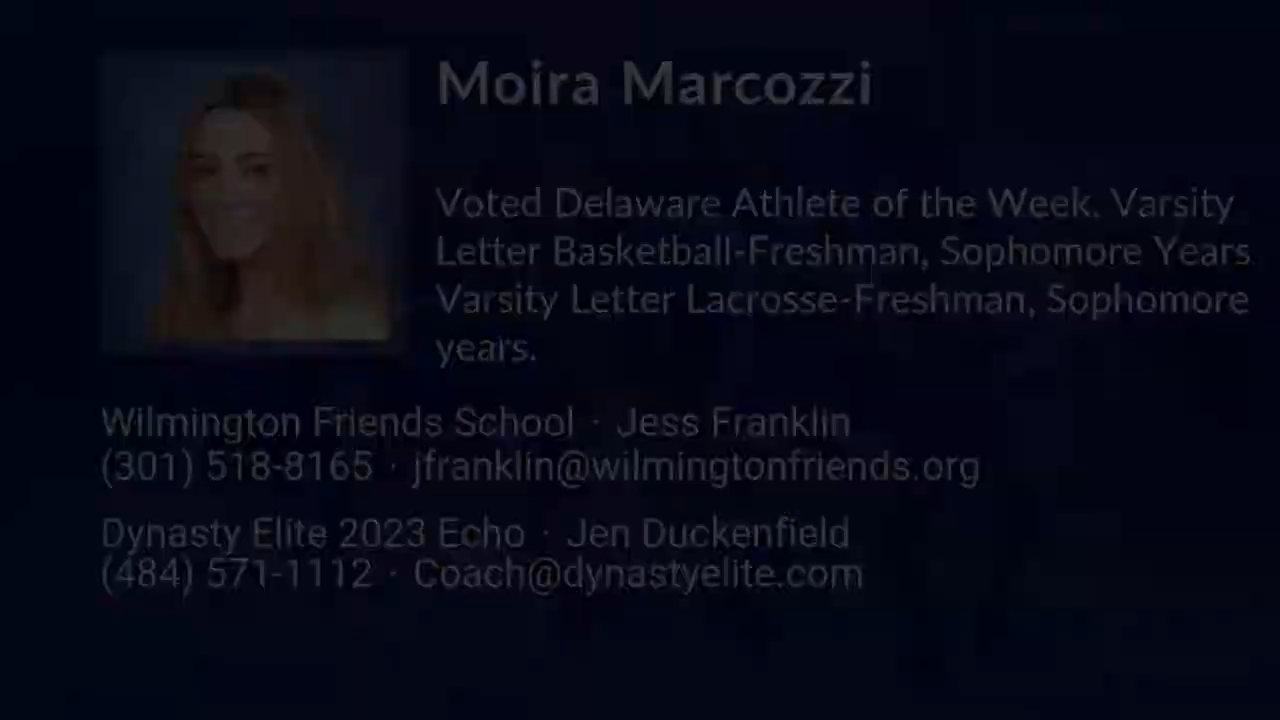 Moira Marcozzi
Voted Delaware Athlete of the Week. Varsity
Letter Basketball-Freshman, Sophomore Years
Varsity Letter Lacrosse-Freshman, Sophomore
years.
Wilmington Friends School · Jess Franklin
(301) 518-8165 · jfranklin@wilmingtonfriends.org
Dynasty Elite 2023 Echo · Jen Duckenfield
(484) 571-1112 · Coach@dynastyelite.com